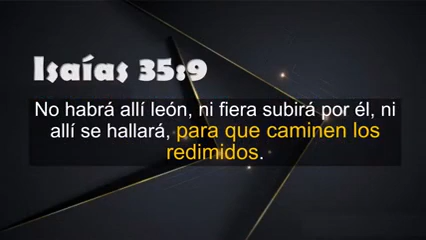 Isaías 35:9
No habrá allí león, ni fiera subirá por él, ni
allí se hallará, para que caminen los
redimidos.